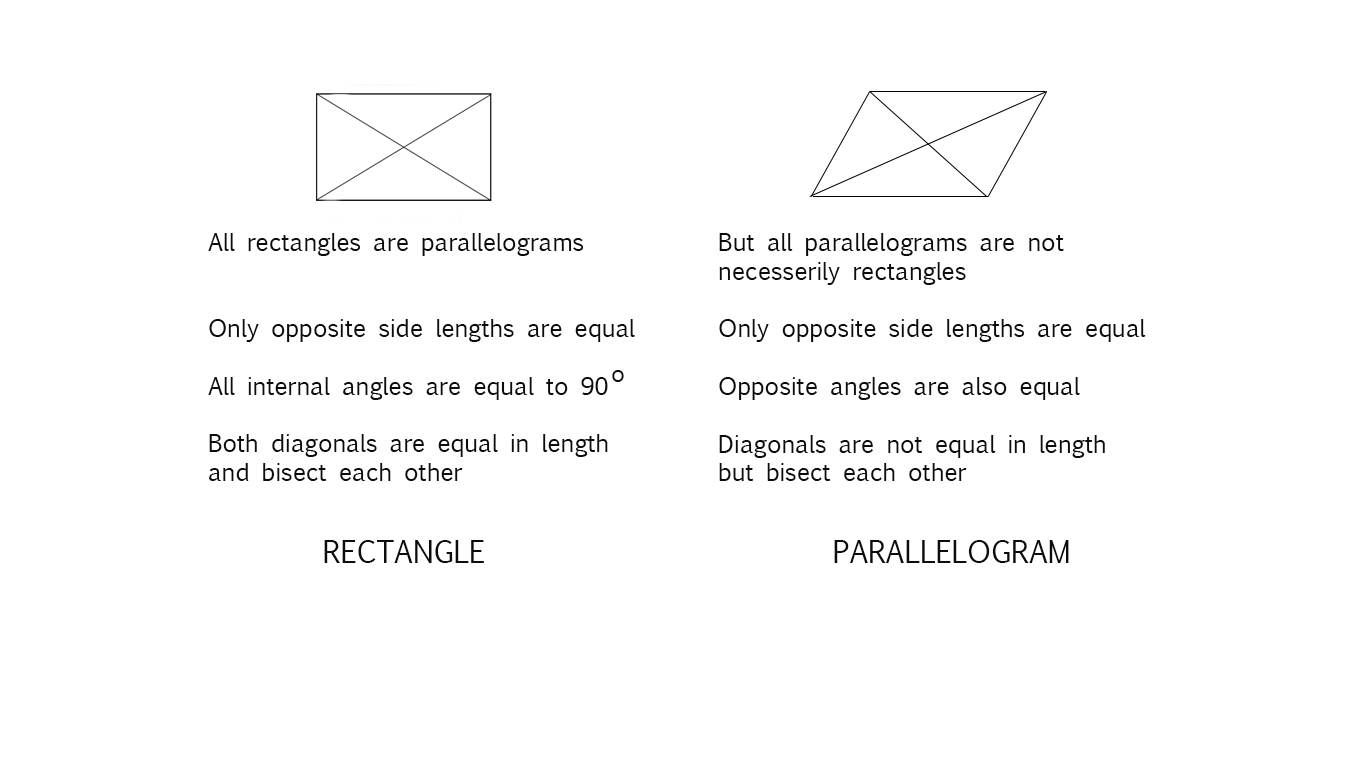 All rectangles are parallelograms
Only opposite side lengths are equal
All internal angles are equal to 90°
Both diagonals are equal in length
and bisect each other
RECTANGLE
But all parallelograms are not
necesserily rectangles
Only opposite side lengths are equal
Opposite angles are also equal
Diagonals are not equal in length
but bisect each other
PARALLELOGRAM